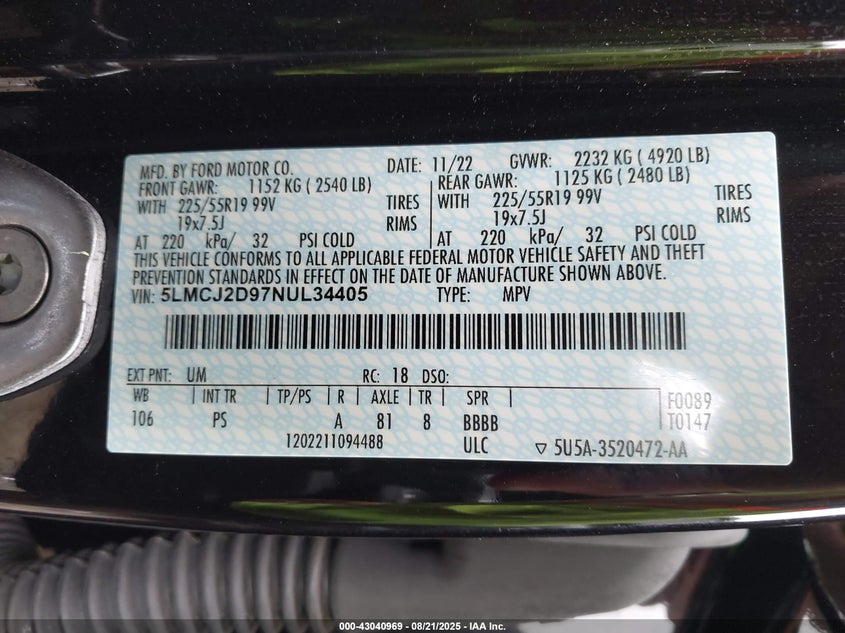 MFD. BY FORD MOTOR CO. DATE: 11/22 GVWR: 2232 KG ( 4920 LB)
FRONT GAWR: 1152 KG ( 2540 LB) REAR GAWR: 1125 KG ( 2480 LB)
WITH 225/55R19 99V TIRES WITH 225/55R19 99V TIRES
19x7.5J RIMS 19x7.5J RIMS
AT 220 kPa/ 32 PSI COLD AT 220 kPa/ 32 PSI COLD
THIS VEHICLE CONFORMS TO ALL APPLICABLE FEDERAL MOTOR VEHICLE SAFETY AND THEFT
PREVENTION STANDARDS IN EFFECT ON THE DATE OF MANUFACTURE SHOWN ABOVE.
VIN: 5LMCJ2D97NUL34405 TYPE: MPV
EXT PNT: UM RC: 18 DSO:
WB INT TR TP/PS R AXLE TR SPR F0089
106 PS A 81 8 BBBB T0147
1202211094488 ULC ▽ 5U5A-3520472-AA
000-43040969 - 08/21/2025 - IAA Inc.